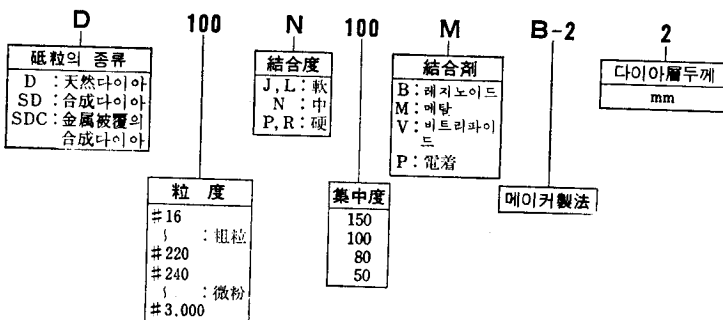 D 100 N 100 M B-2 2
砥粒의 종류
D : 天然다이아
SD : 合成다이아
SDC: 金属被覆의
合成다이아
結合度
J, L : 軟
N : 中
P, R : 硬
結合剤
B : 레지노이드
M : 메탈
V : 비트리파이
드
P : 電着
다이아層두께
mm
粒度
#16
∫ : 粗粒
#220
#240
∫ : 微粉
#3.000
集中度
150
100
80
50
메이커製法